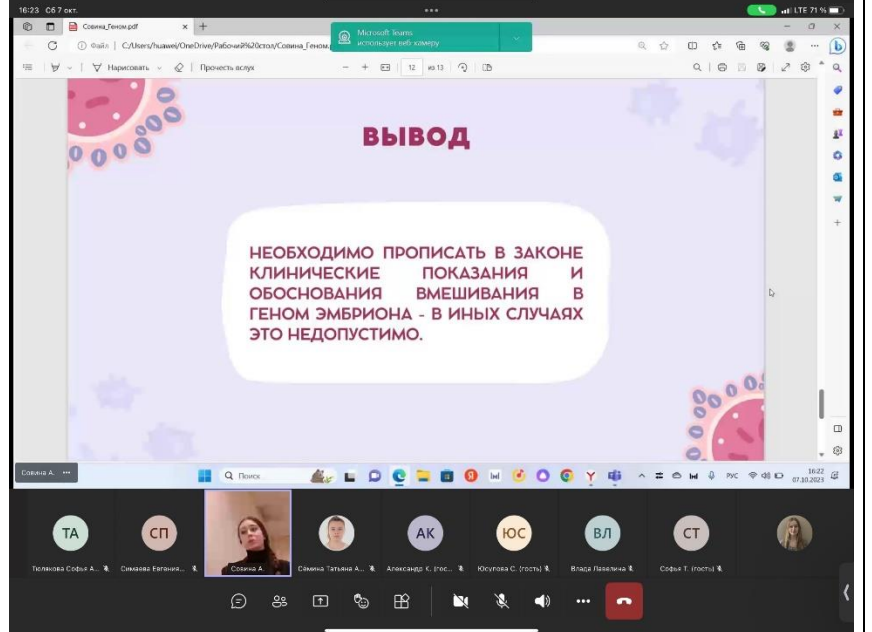 16:23 Сб 7 окт.
LTE 71 %
Совина_Геном.pdf
Microsoft Teams
использует веб-камеру
Файл | C:/Users/huawei/OneDrive/Рабочий%20стол/Совина_Геном.
Нарисовать
Прочесть вслух
12 из 13
ВЫВОД
НЕОБХОДИМО ПРОПИСАТЬ В ЗАКОНЕ
КЛИНИЧЕСКИЕ ПОКАЗАНИЯ И
ОБОСНОВАНИЯ ВМЕШИВАНИЯ В
ГЕНОМ ЭМБРИОНА - В ИНЫХ СЛУЧАЯХ
ЭТО НЕДОПУСТИМО.
Совина А.
Поиск
РУС
16:22
07.10.2023
ТА
СП
АК
ЮС
ВЛ
СТ
Тюлякова Софья А...
Симаева Евгения...
Совина А.
Сёмина Татьяна А...
Александр К. (гос...
Юсупова С. (гость)
Влада Павелина
Софья Т. (гость)